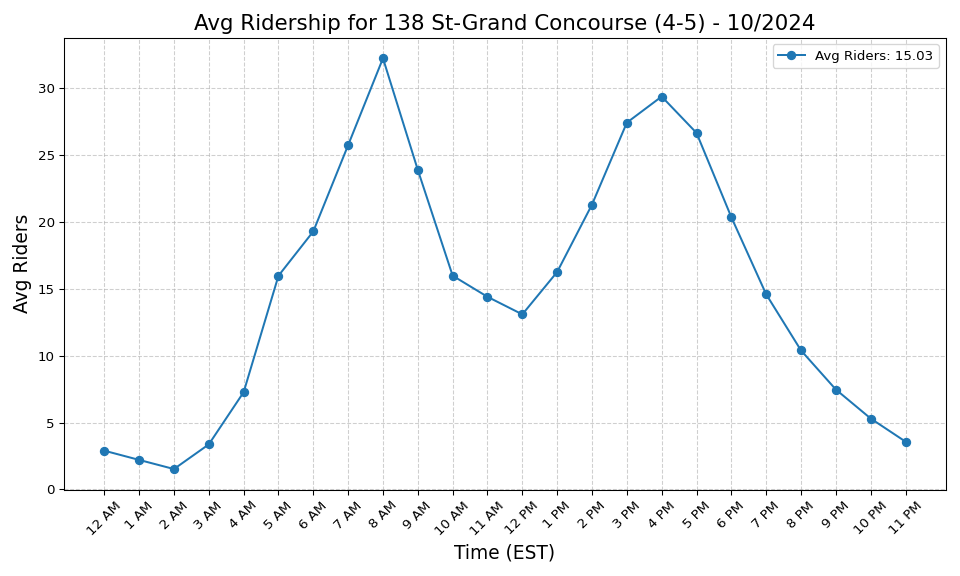 Avg Ridership for 138 St-Grand Concourse (4-5) - 10/2024
Avg Riders: 15.03
Avg Riders
30
25
20
15
10
5
0
12 AM
1 AM
2 AM
3 AM
4 AM
5 AM
6 AM
7 AM
8 AM
9 AM
10 AM
11 AM
12 PM
1 PM
2 PM
3 PM
4 PM
5 PM
6 PM
7 PM
8 PM
9 PM
10 PM
11 PM
Time (EST)